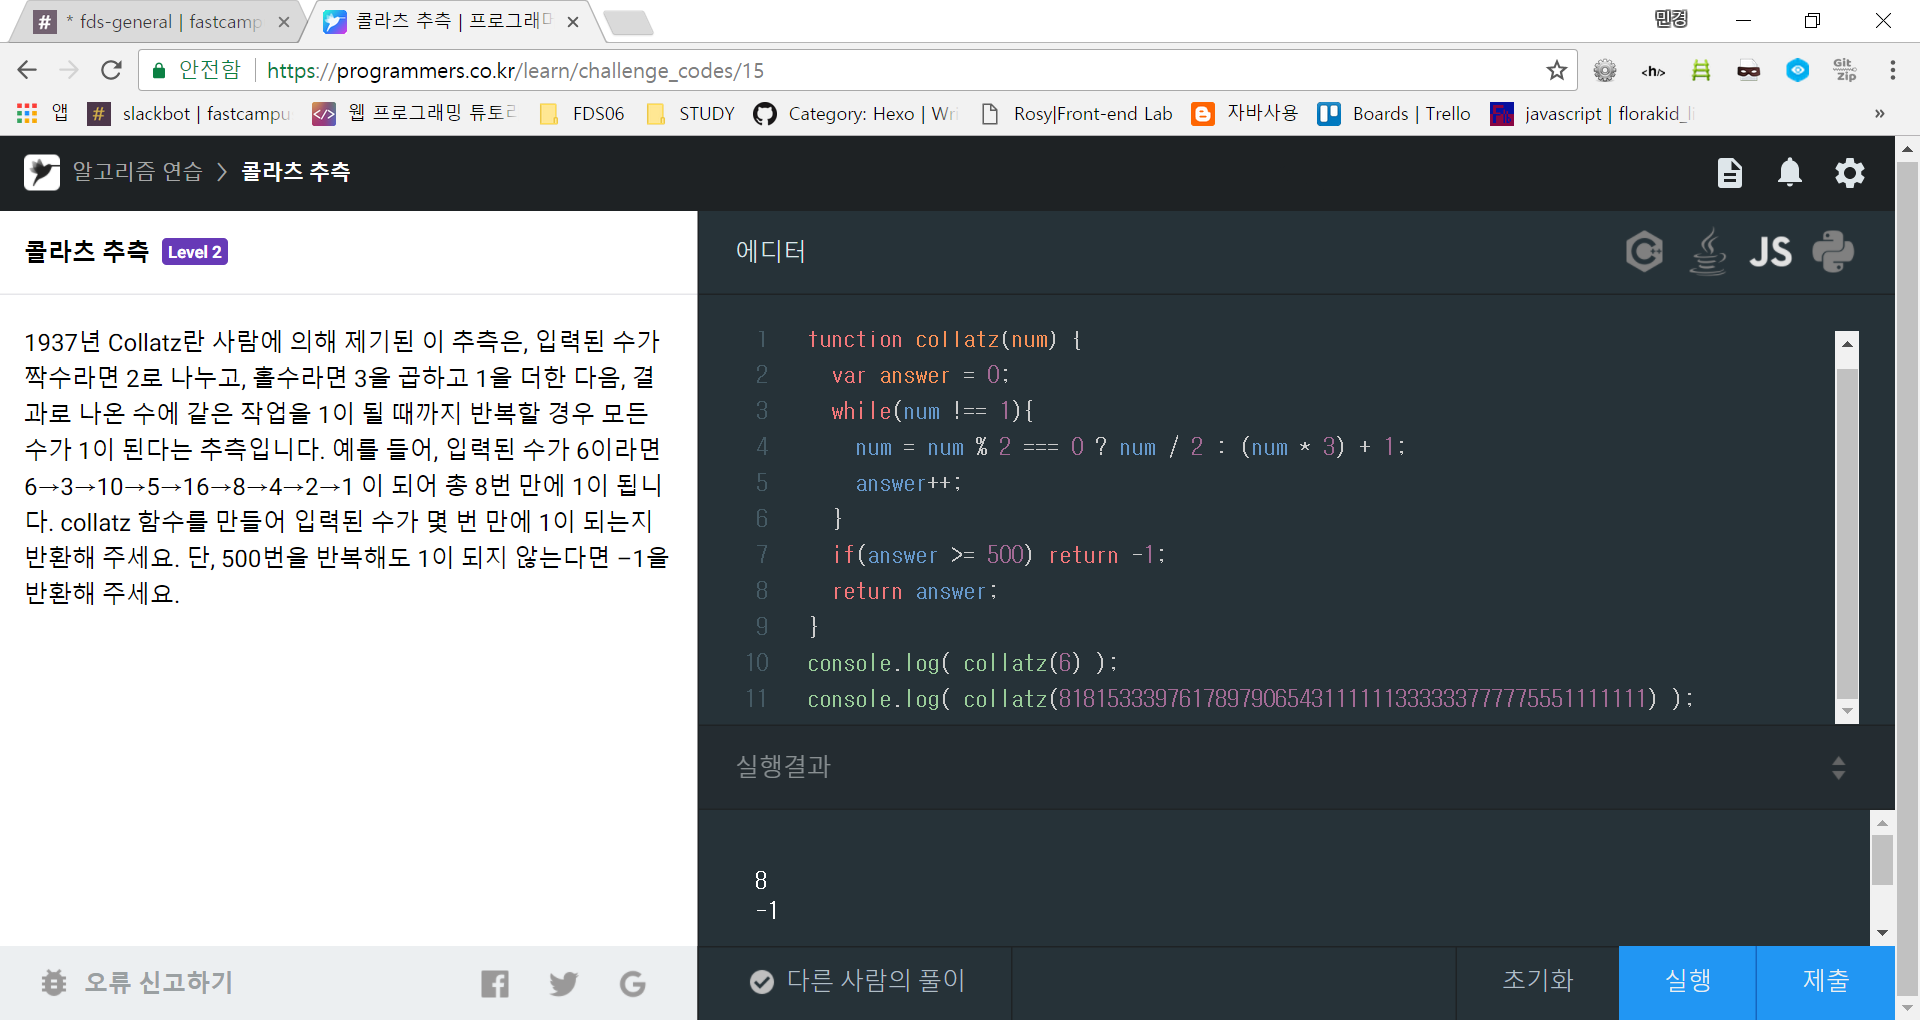 * fds-general | fastcamp
콜라츠 추측 | 프로그래머
민경
안전함
https://programmers.co.kr/learn/challenge_codes/15
<h/>
Git
Zip
앱
slackbot | fastcampu
웹 프로그래밍 튜토리
FDS06
STUDY
Category: Hexo | Wri
Rosy|Front-end Lab
자바사용
Boards | Trello
javascript | florakid_li
»
알고리즘 연습 > 콜라츠 추측
콜라츠 추측 Level 2
1937년 Collatz란 사람에 의해 제기된 이 추측은, 입력된 수가
짝수라면 2로 나누고, 홀수라면 3을 곱하고 1을 더한 다음, 결
과로 나온 수에 같은 작업을 1이 될 때까지 반복할 경우 모든
수가 1이 된다는 추측입니다. 예를 들어, 입력된 수가 6이라면
6→3→10→5→16→8→4→2→1 이 되어 총 8번 만에 1이 됩니
다. collatz 함수를 만들어 입력된 수가 몇 번 만에 1이 되는지
반환해 주세요. 단, 500번을 반복해도 1이 되지 않는다면 –1을
반환해 주세요.
오류 신고하기
에디터
JS
1 function collatz(num) {
2 var answer = 0;
3 while(num !== 1){
4 num = num % 2 === 0 ? num / 2 : (num * 3) + 1;
5 answer++;
6 }
7 if(answer >= 500) return -1;
8 return answer;
9 }
10 console.log( collatz(6) );
11 console.log( collatz(81815333976178979065431111111333333777775551111111) );
실행결과
8
-1
다른 사람의 풀이
초기화
실행
제출